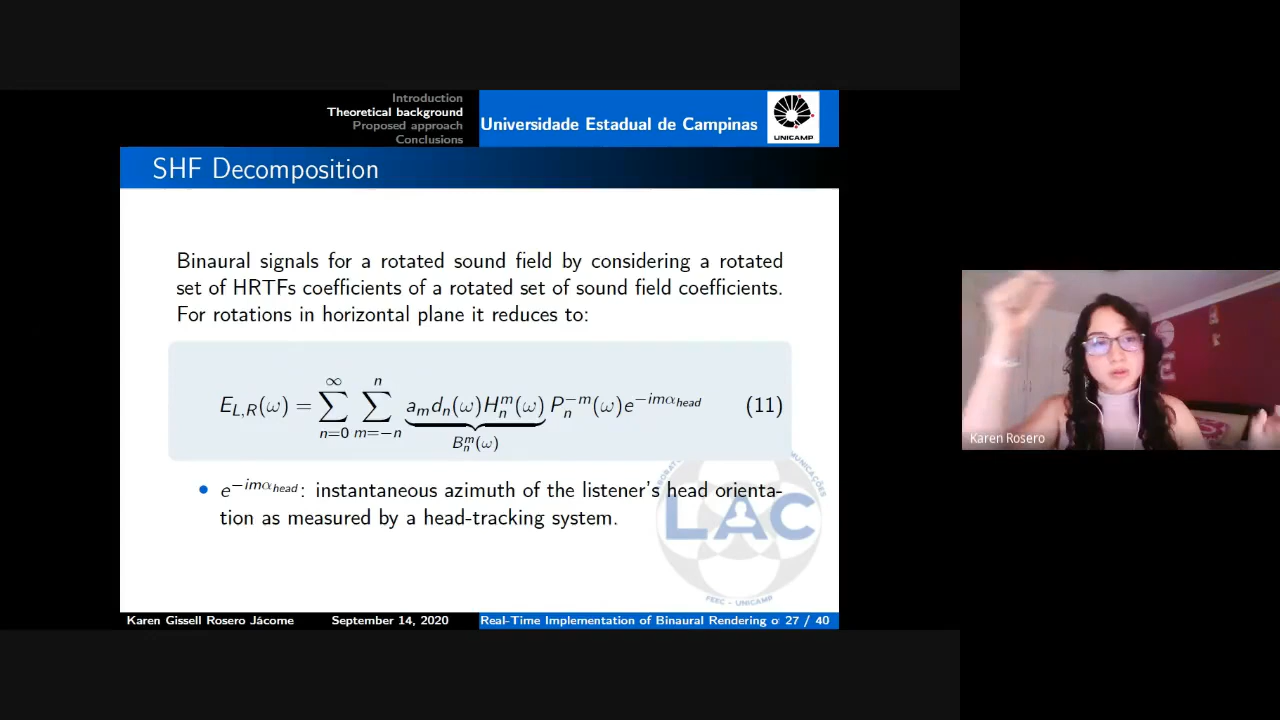 Introduction
Theoretical background
Proposed approach
Conclusions
Universidade Estadual de Campinas
UNICAMP
SHF Decomposition
Binaural signals for a rotated sound field by considering a rotated
set of HRTFs coefficients of a rotated set of sound field coefficients.
For rotations in horizontal plane it reduces to:
E_{L,R}(ω) = ∑_{n=0}^{∞} ∑_{m=−n}^{n} a_m d_n(ω) H_n^m(ω) P_n^{−m}(ω) e^{−imα_{head}} (11)
B_n^m(ω)
• e^{−imα_{head}}: instantaneous azimuth of the listener's head orienta-
tion as measured by a head-tracking system.
LAC
FEEC - UNICAMP
Karen Gissell Rosero Jácome September 14, 2020 Real-Time Implementation of Binaural Rendering o 27 / 40
Karen Rosero